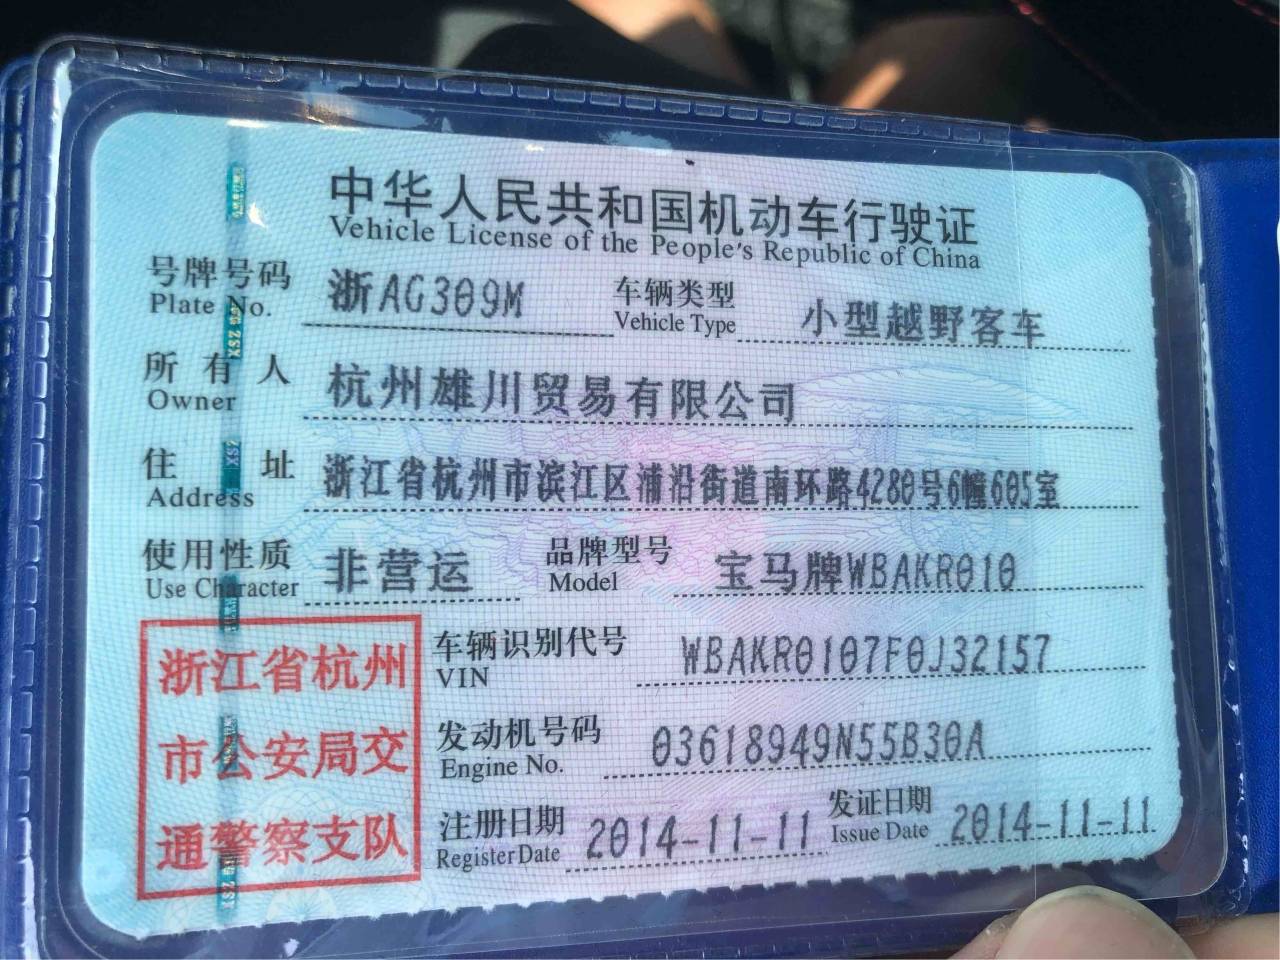 中华人民共和国机动车行驶证
Vehicle License of the People's Republic of China
号牌号码 浙AG309M 车辆类型 小型越野客车
Plate No. Vehicle Type
所有人 杭州雄川贸易有限公司
Owner
住址 浙江省杭州市滨江区浦沿街道南环路4280号6幢605室
Address
使用性质 非营运 品牌型号 宝马牌WBAKR010
Use Character Model
浙江省杭州
市公安局交
通警察支队
车辆识别代号 WBAKR0107F0J32157
VIN
发动机号码 03618949N55B30A
Engine No.
注册日期 2014-11-11 发证日期 2014-11-11
Register Date Issue Date